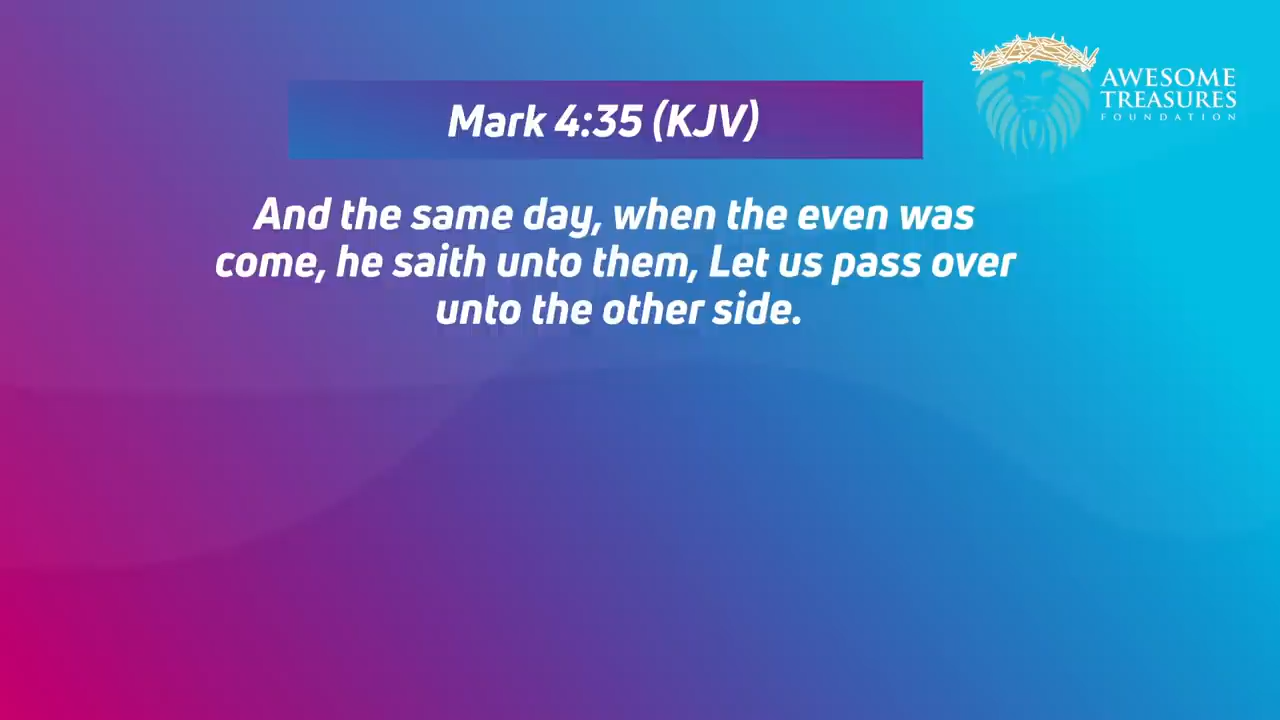 Mark 4:35 (KJV)
AWESOME
TREASURES
FOUNDATION
And the same day, when the even was
come, he saith unto them, Let us pass over
unto the other side.